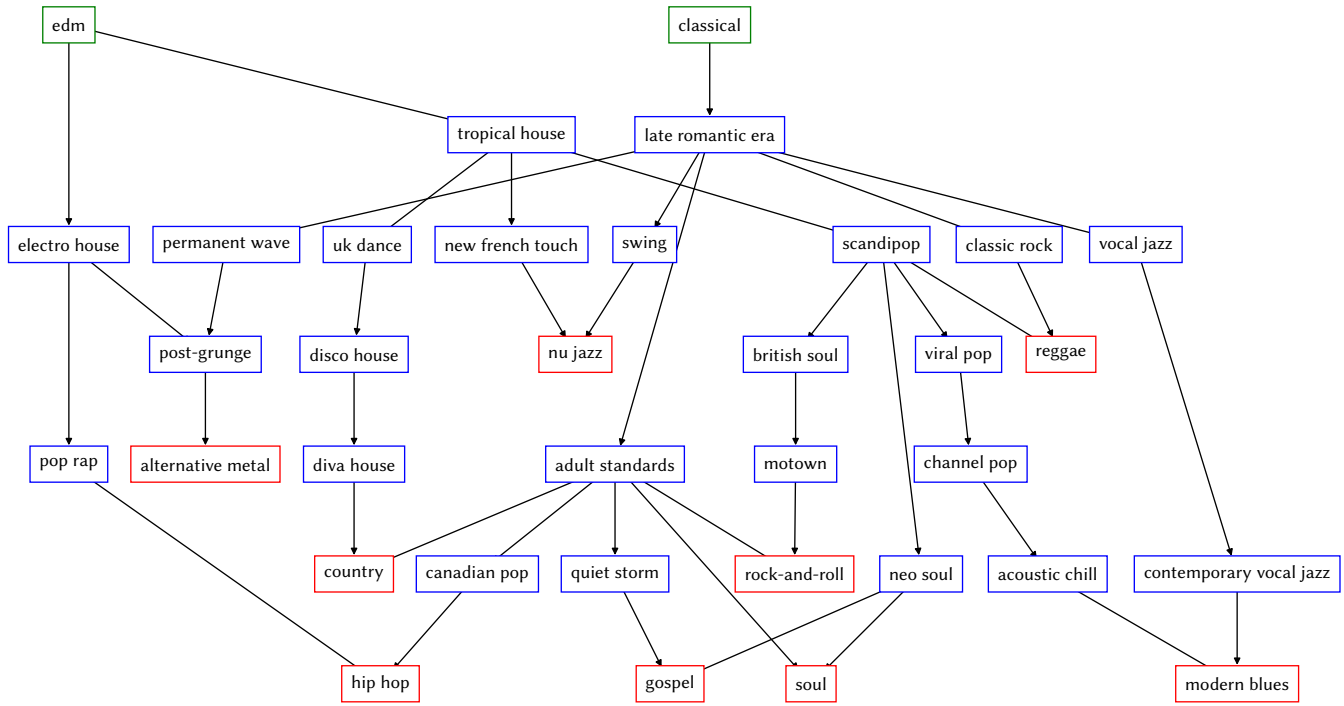 edm
classical
tropical house
late romantic era
electro house
permanent wave
uk dance
new french touch
swing
scandipop
classic rock
vocal jazz
post-grunge
disco house
nu jazz
british soul
viral pop
reggae
pop rap
alternative metal
diva house
adult standards
motown
channel pop
country
canadian pop
quiet storm
rock-and-roll
neo soul
acoustic chill
contemporary vocal jazz
hip hop
gospel
soul
modern blues